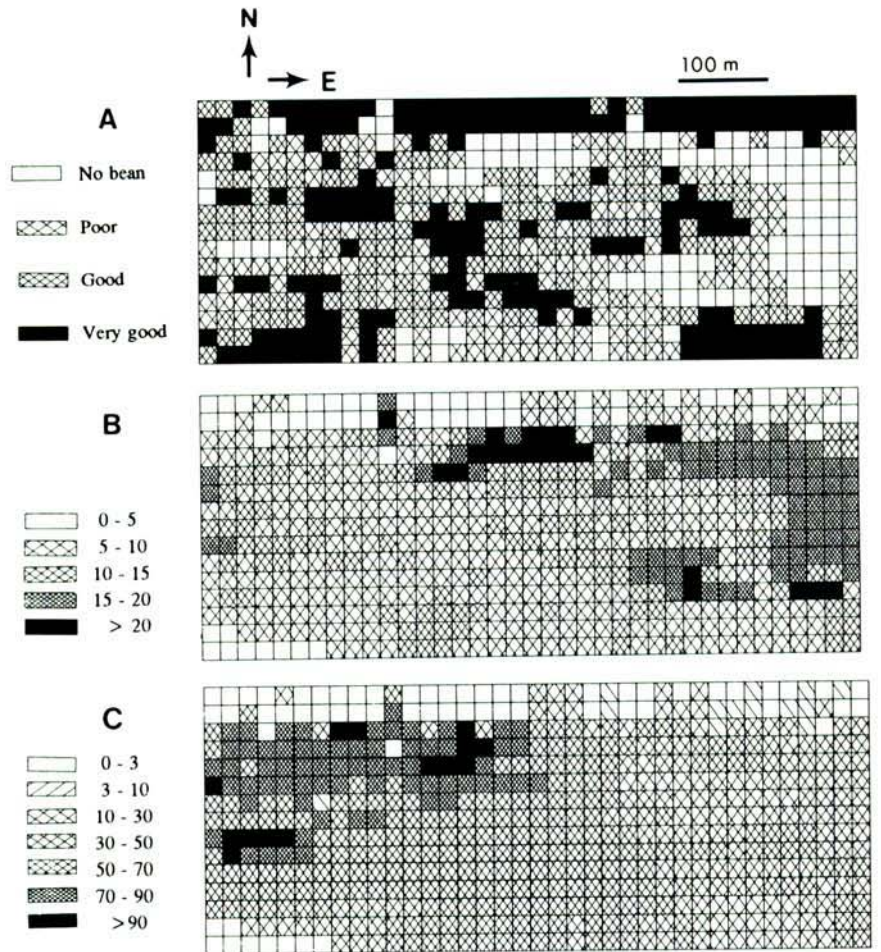 N
E
100 m
A
No bean
Poor
Good
Very good
B
0 - 5
5 - 10
10 - 15
15 - 20
> 20
C
0 - 3
3 - 10
10 - 30
30 - 50
50 - 70
70 - 90
>90